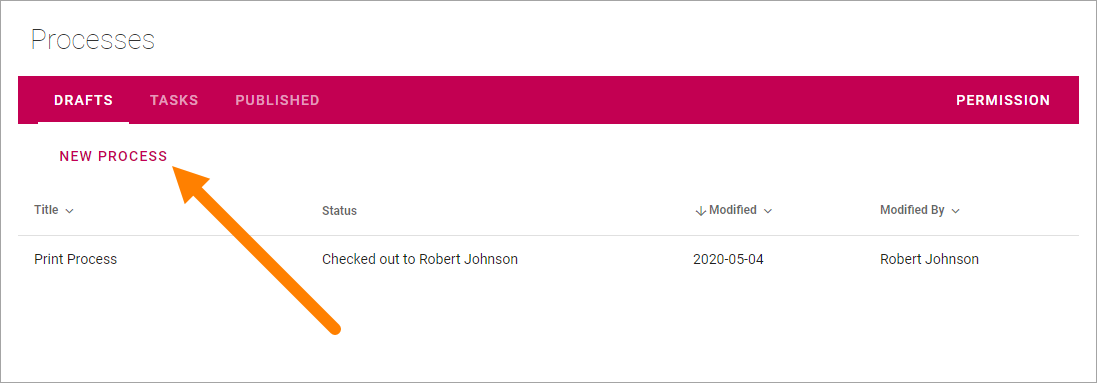 Processes
DRAFTS TASKS PUBLISHED PERMISSION
NEW PROCESS
Title Status Modified Modified By
Print Process Checked out to Robert Johnson 2020-05-04 Robert Johnson